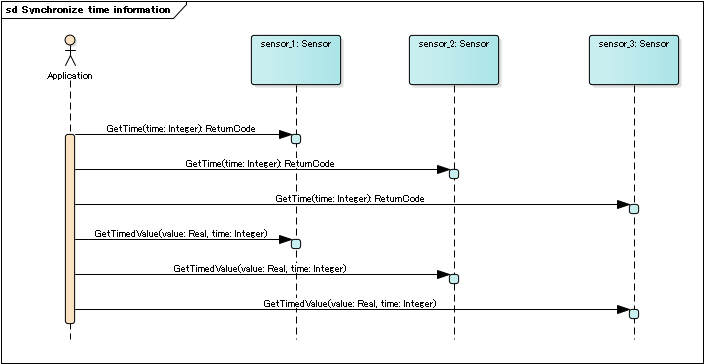 sd Synchronize time information
sensor_1: Sensor
sensor_2: Sensor
sensor_3: Sensor
Application
GetTime(time: Integer): ReturnCode
GetTime(time: Integer): ReturnCode
GetTime(time: Integer): ReturnCode
GetTimedValue(value: Real, time: Integer)
GetTimedValue(value: Real, time: Integer)
GetTimedValue(value: Real, time: Integer)